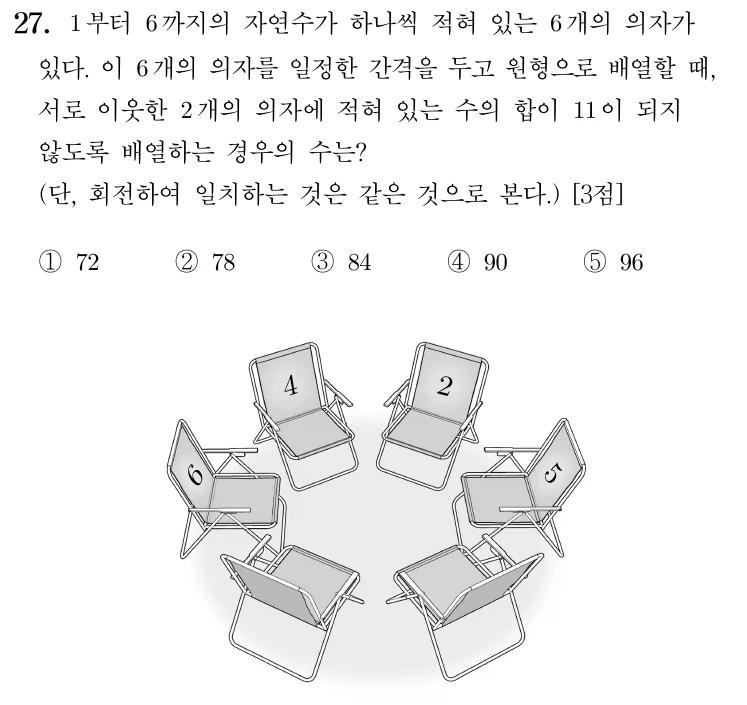 27. 1부터 6까지의 자연수가 하나씩 적혀 있는 6개의 의자가
있다. 이 6개의 의자를 일정한 간격을 두고 원형으로 배열할 때,
서로 이웃한 2개의 의자에 적혀 있는 수의 합이 11이 되지
않도록 배열하는 경우의 수는?
(단, 회전하여 일치하는 것은 같은 것으로 본다.) [3점]
① 72 ② 78 ③ 84 ④ 90 ⑤ 96
4 2
6 5